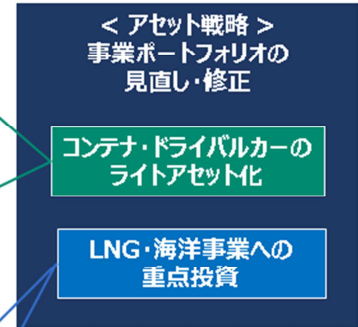 < アセット戦略 >
事業ポートフォリオの
見直し・修正
コンテナ・ドライバルカーの
ライトアセット化
LNG・海洋事業への
重点投資